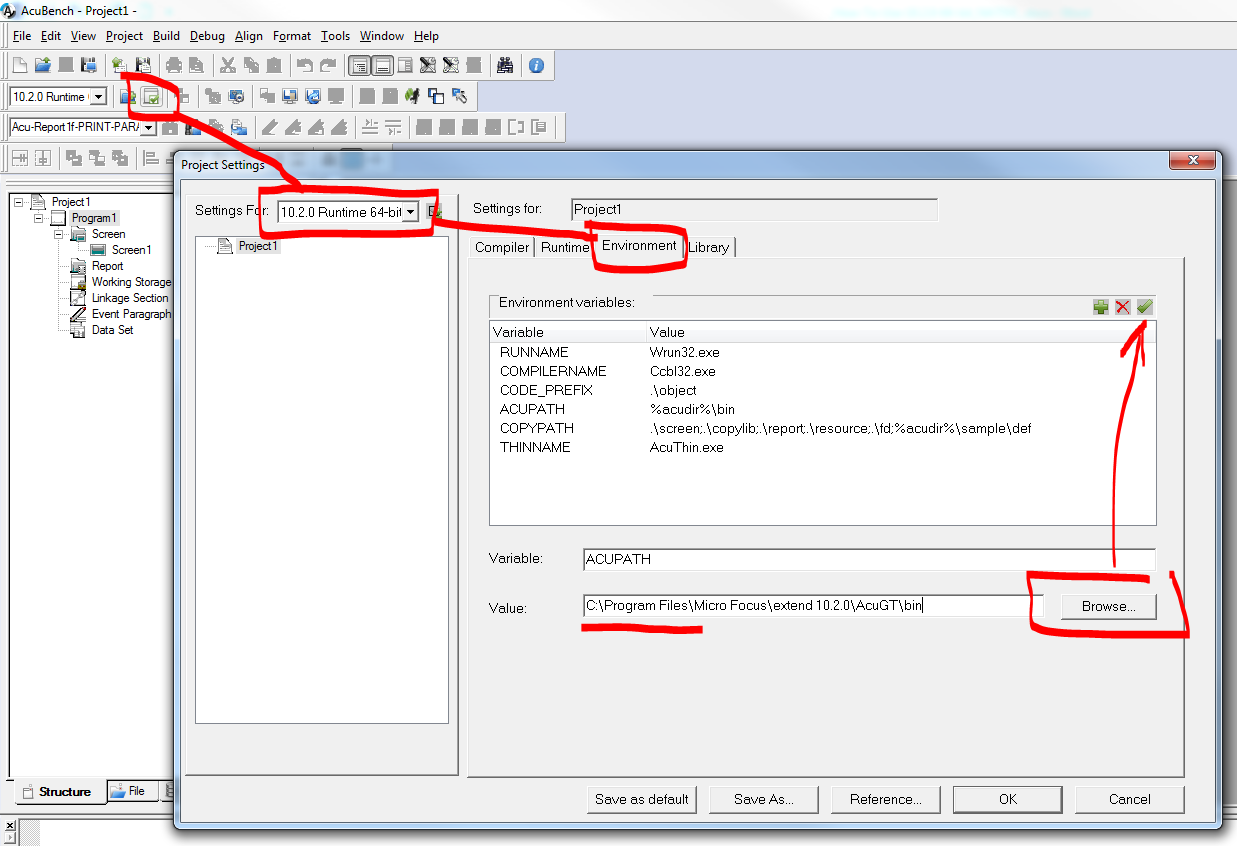 AcuBench - Project1 -
File Edit View Project Build Debug Align Format Tools Window Help
10.2.0 Runtime
Acu-Report1f-PRINT-PARA
Project1
Program1
Screen
Screen1
Report
Working Storage
Linkage Section
Event Paragraph
Data Set
Structure
File
Project Settings
Settings For:
10.2.0 Runtime 64-bit
Project1
Settings for:
Project1
Compiler Runtime Environment Library
Environment variables:
Variable Value
RUNNAME Wrun32.exe
COMPILERNAME Ccbl32.exe
CODE_PREFIX .\object
ACUPATH %acudir%\bin
COPYPATH .\screen;.\copylib;.\report;.\resource;.\fd;%acudir%\sample\def
THINNAME AcuThin.exe
Variable: ACUPATH
Value: C:\Program Files\Micro Focus\extend 10.2.0\AcuGT\bin
Browse...
Save as default Save As... Reference... OK Cancel